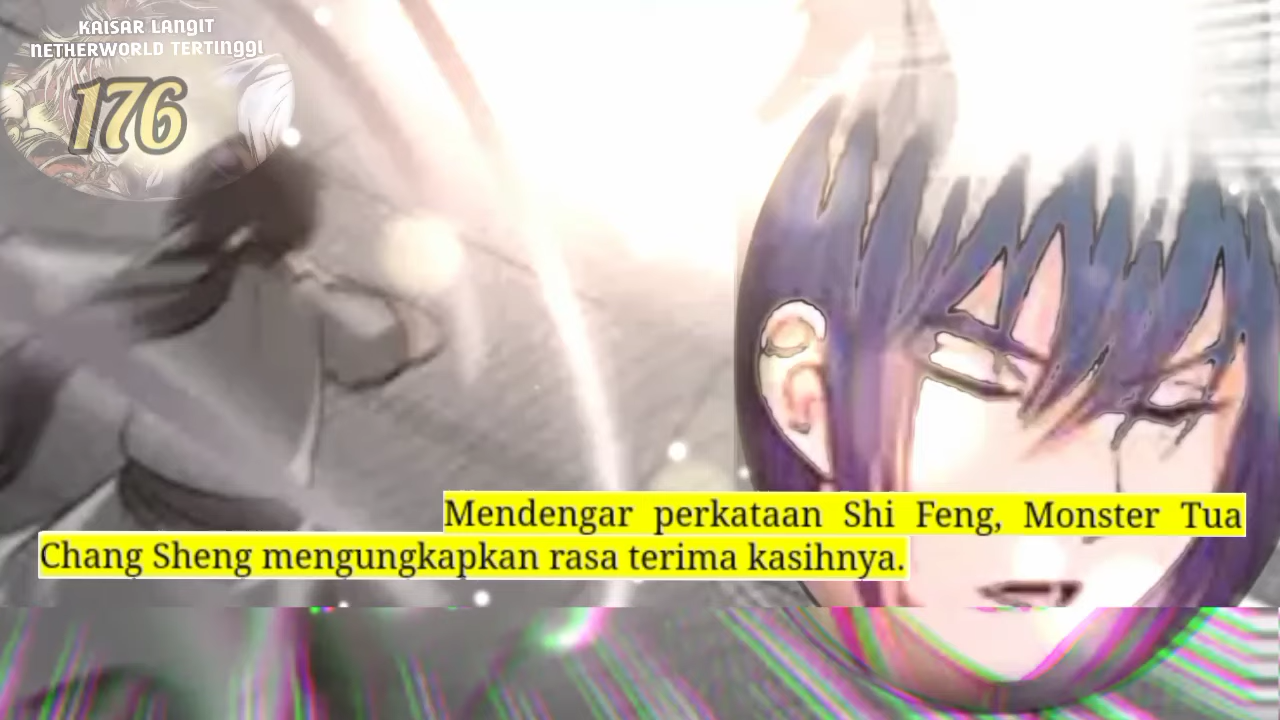 KAISAR LANGIT
NETHERWORLD TERTINGGI
176
Mendengar perkataan Shi Feng, Monster Tua
Chang Sheng mengungkapkan rasa terima kasihnya.